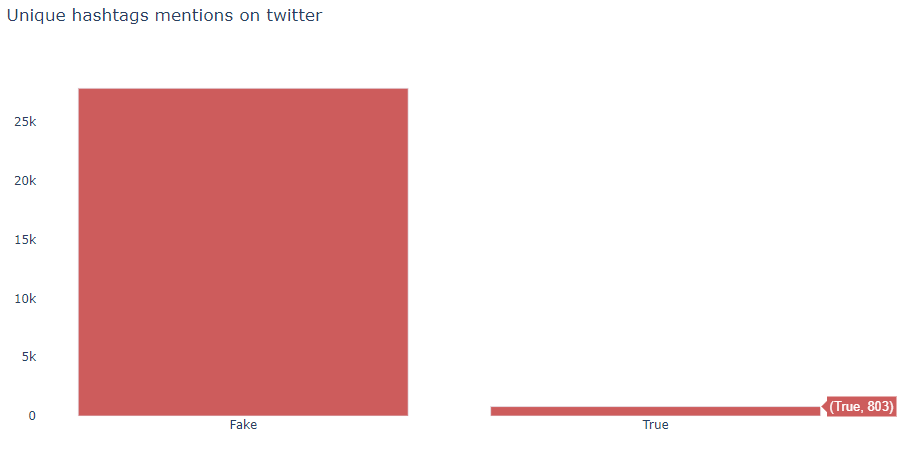 Unique hashtags mentions on twitter
25k
20k
15k
10k
5k
0
(True, 803)
Fake
True